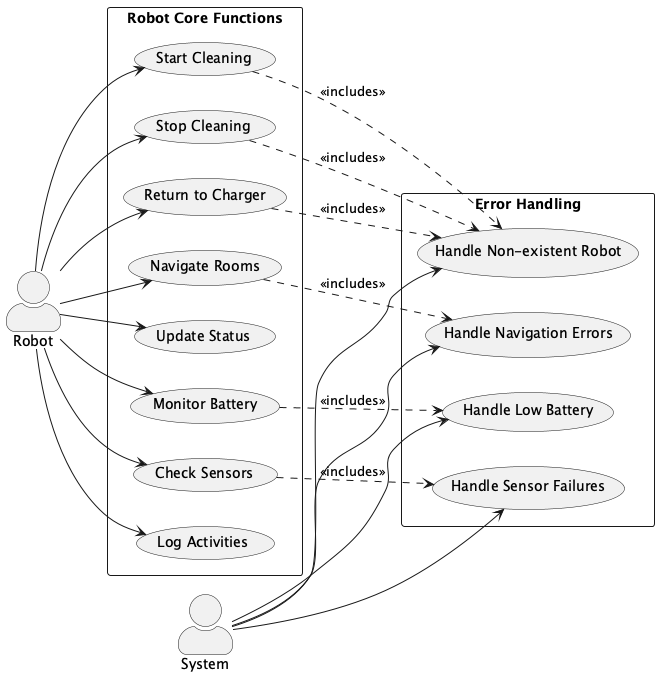 Robot Core Functions
Start Cleaning
«includes»
Stop Cleaning
«includes»
Return to Charger
«includes»
Error Handling
Handle Non-existent Robot
Navigate Rooms
«includes»
Robot
Update Status
Handle Navigation Errors
Monitor Battery
«includes»
Handle Low Battery
Check Sensors
«includes»
Handle Sensor Failures
Log Activities
System